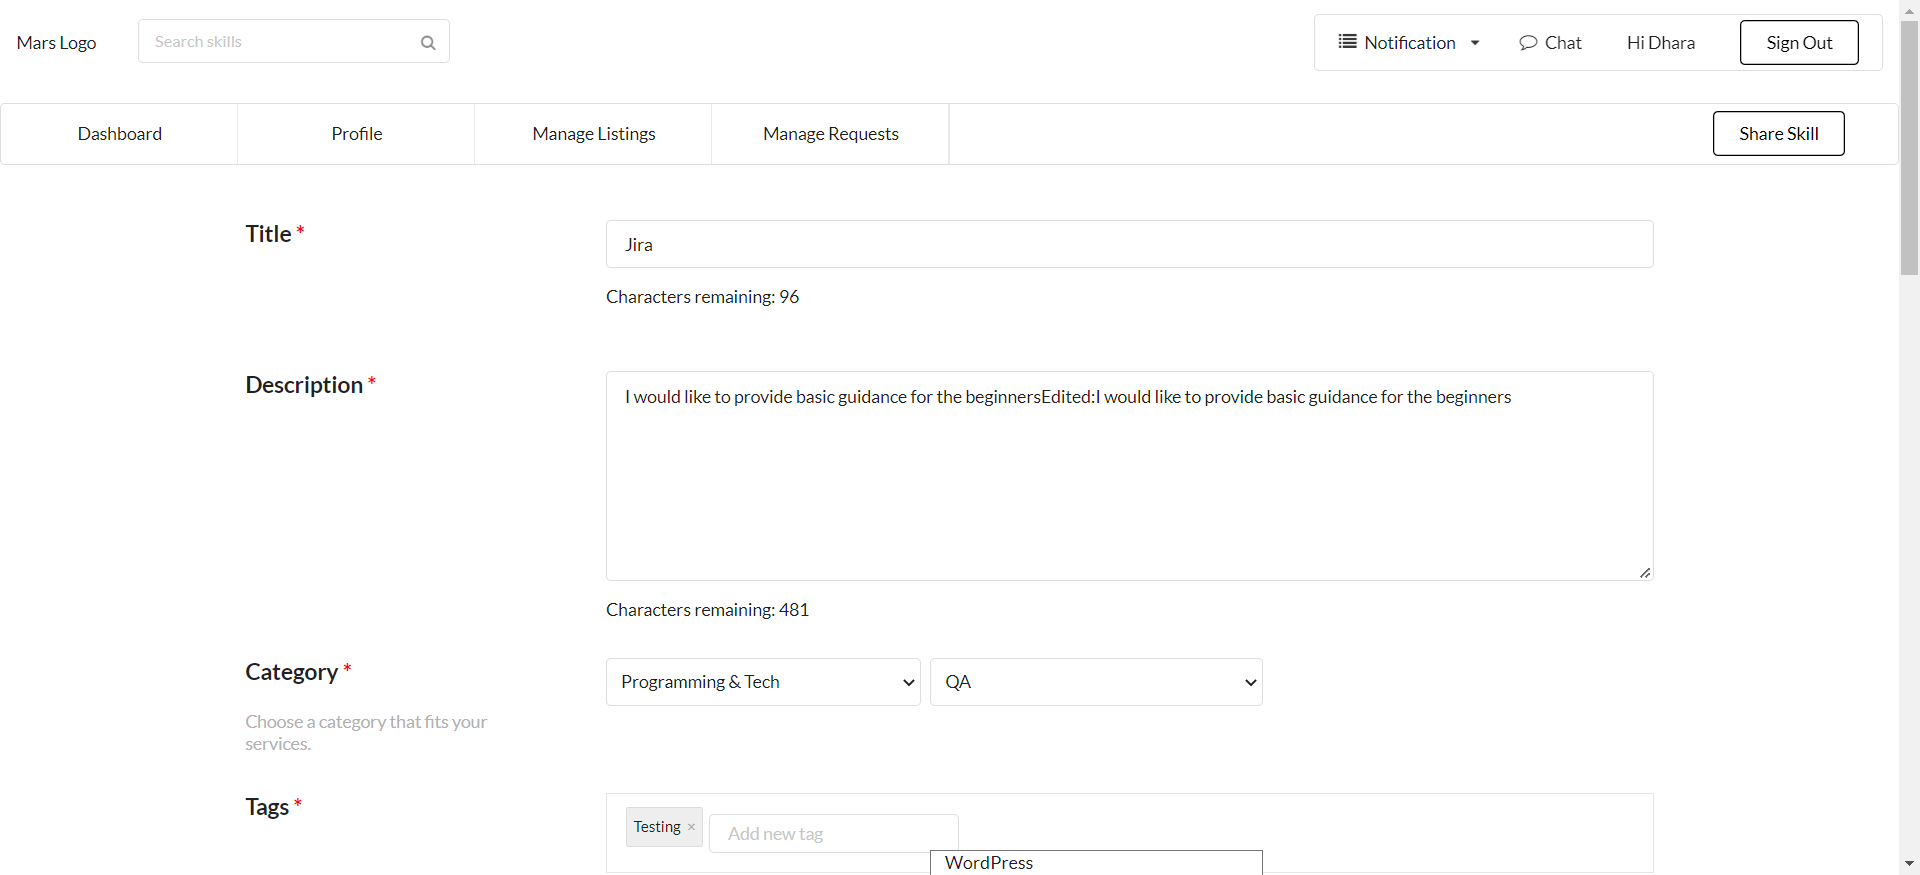 Mars Logo
Search skills
Notification
Chat
Hi Dhara
Sign Out
Dashboard
Profile
Manage Listings
Manage Requests
Share Skill
Title *
Jira
Characters remaining: 96
Description *
I would like to provide basic guidance for the beginnersEdited:I would like to provide basic guidance for the beginners
Characters remaining: 481
Category *
Programming & Tech
QA
Choose a category that fits your
services.
Tags *
Testing ×
Add new tag
WordPress